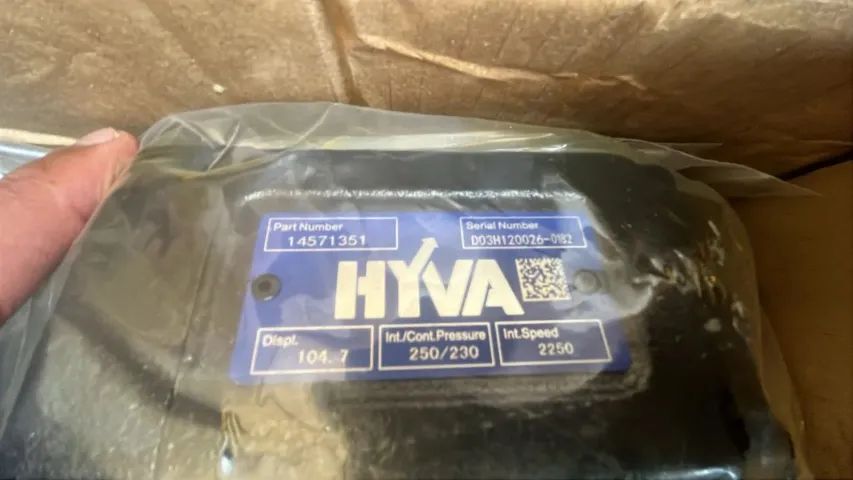 Part Number
14571351
Serial Number
D03H120026-0182
HYVA
Displ.
104.7
Int./Cont.Pressure
250/230
Int.Speed
2250